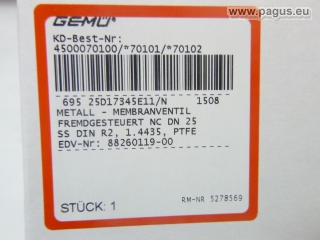 www.pagus.eu
GEMÜ
KD-Best-Nr:
4500070100/*70101/*70102
695 25D17345E11/N 1508
METALL - MEMBRANVENTIL
FREMDGESTEUERT NC DN 25
SS DIN R2, 1.4435, PTFE
EDV-Nr: 88260119-00
RM-NR 5278569
STÜCK: 1